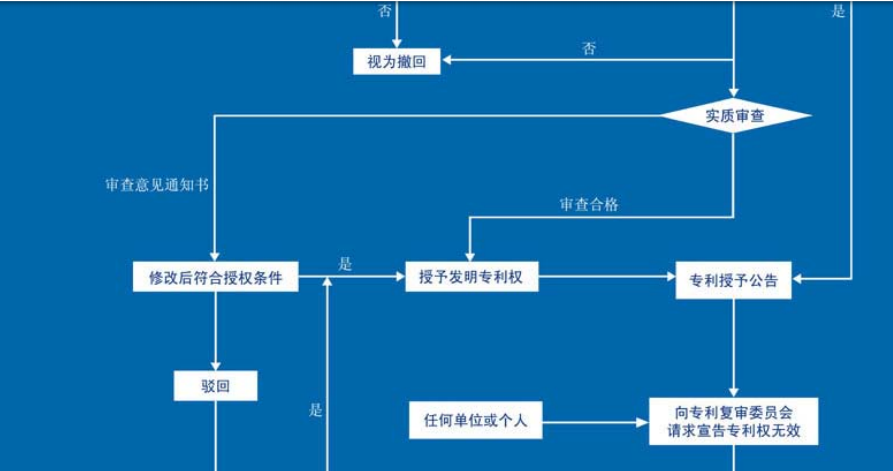 否
是
否
视为撤回
实质审查
审查意见通知书
审查合格
是
修改后符合授权条件
授予发明专利权
专利授予公告
驳回
是
任何单位或个人
向专利复审委员会
请求宣告专利权无效